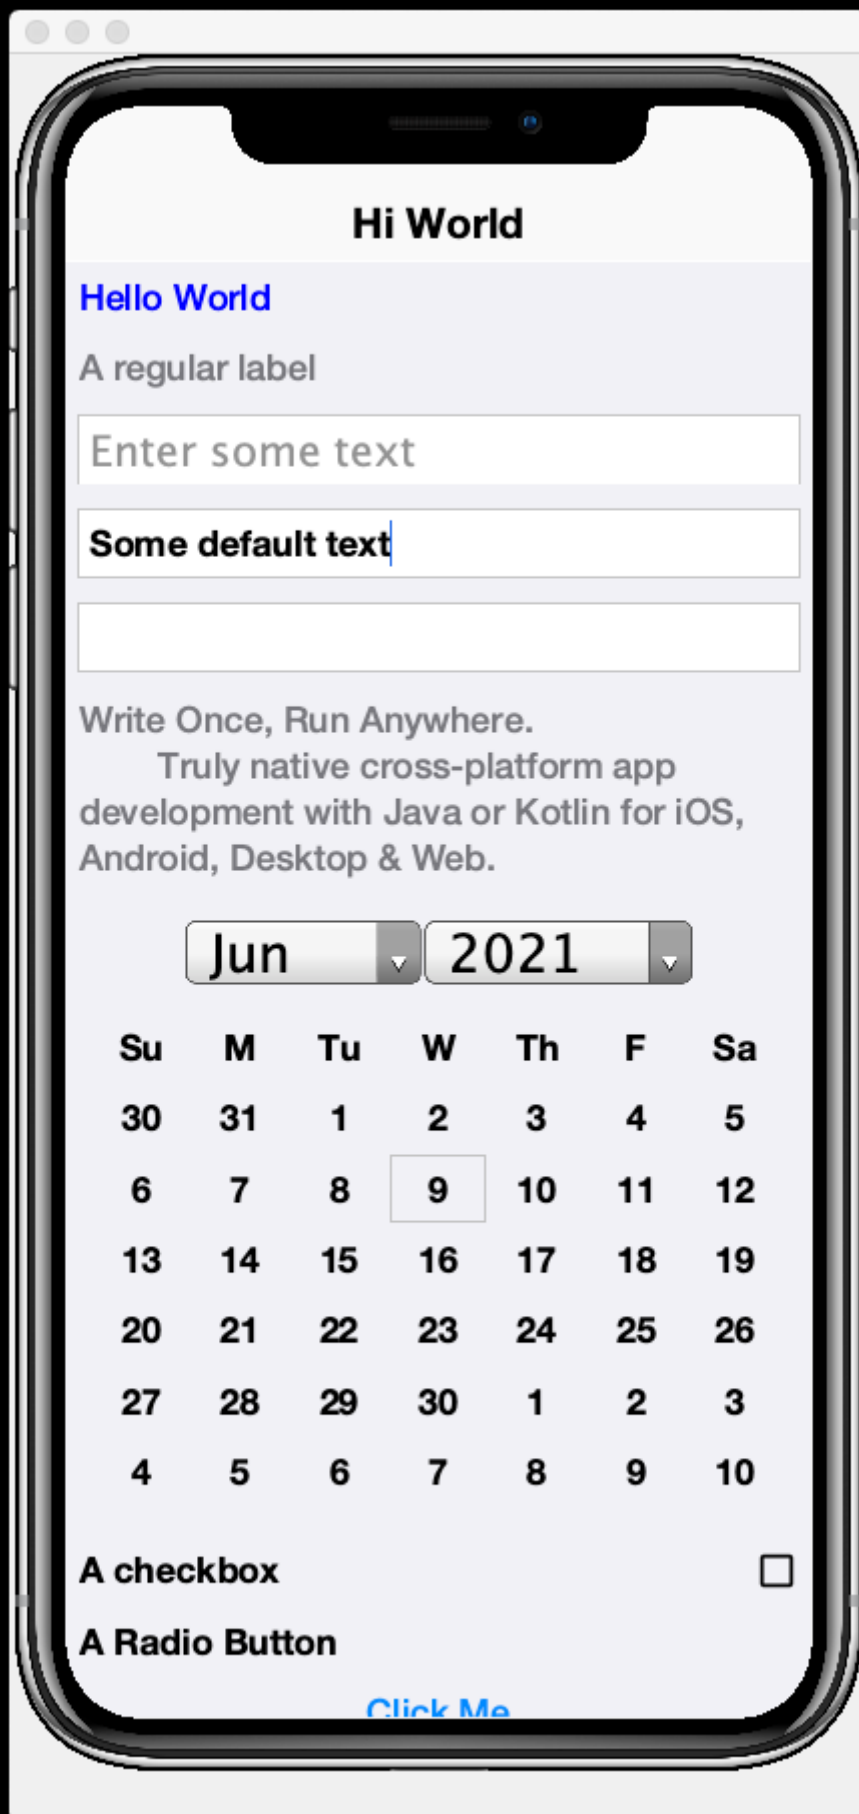 Hi World
Hello World
A regular label
Enter some text
Some default text
Write Once, Run Anywhere.
Truly native cross-platform app
development with Java or Kotlin for iOS,
Android, Desktop & Web.
Jun 2021
Su M Tu W Th F Sa
30 31 1 2 3 4 5
6 7 8 9 10 11 12
13 14 15 16 17 18 19
20 21 22 23 24 25 26
27 28 29 30 1 2 3
4 5 6 7 8 9 10
A checkbox
A Radio Button
Click Me